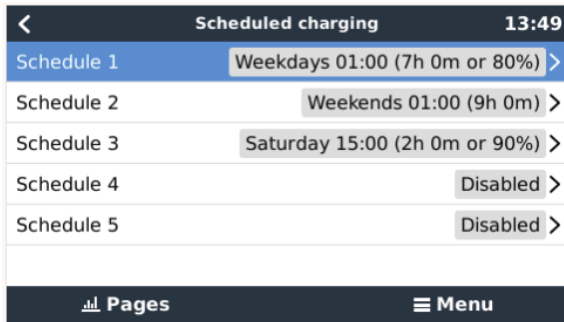 Scheduled charging 13:49
Schedule 1 Weekdays 01:00 (7h 0m or 80%)
Schedule 2 Weekends 01:00 (9h 0m)
Schedule 3 Saturday 15:00 (2h 0m or 90%)
Schedule 4 Disabled
Schedule 5 Disabled
Pages Menu